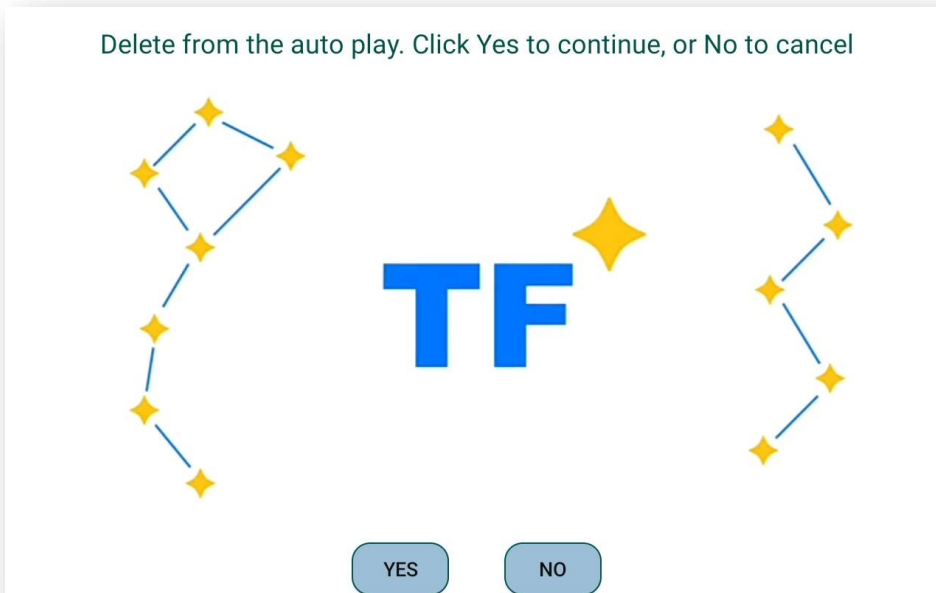 Delete from the auto play. Click Yes to continue, or No to cancel
TF
YES NO